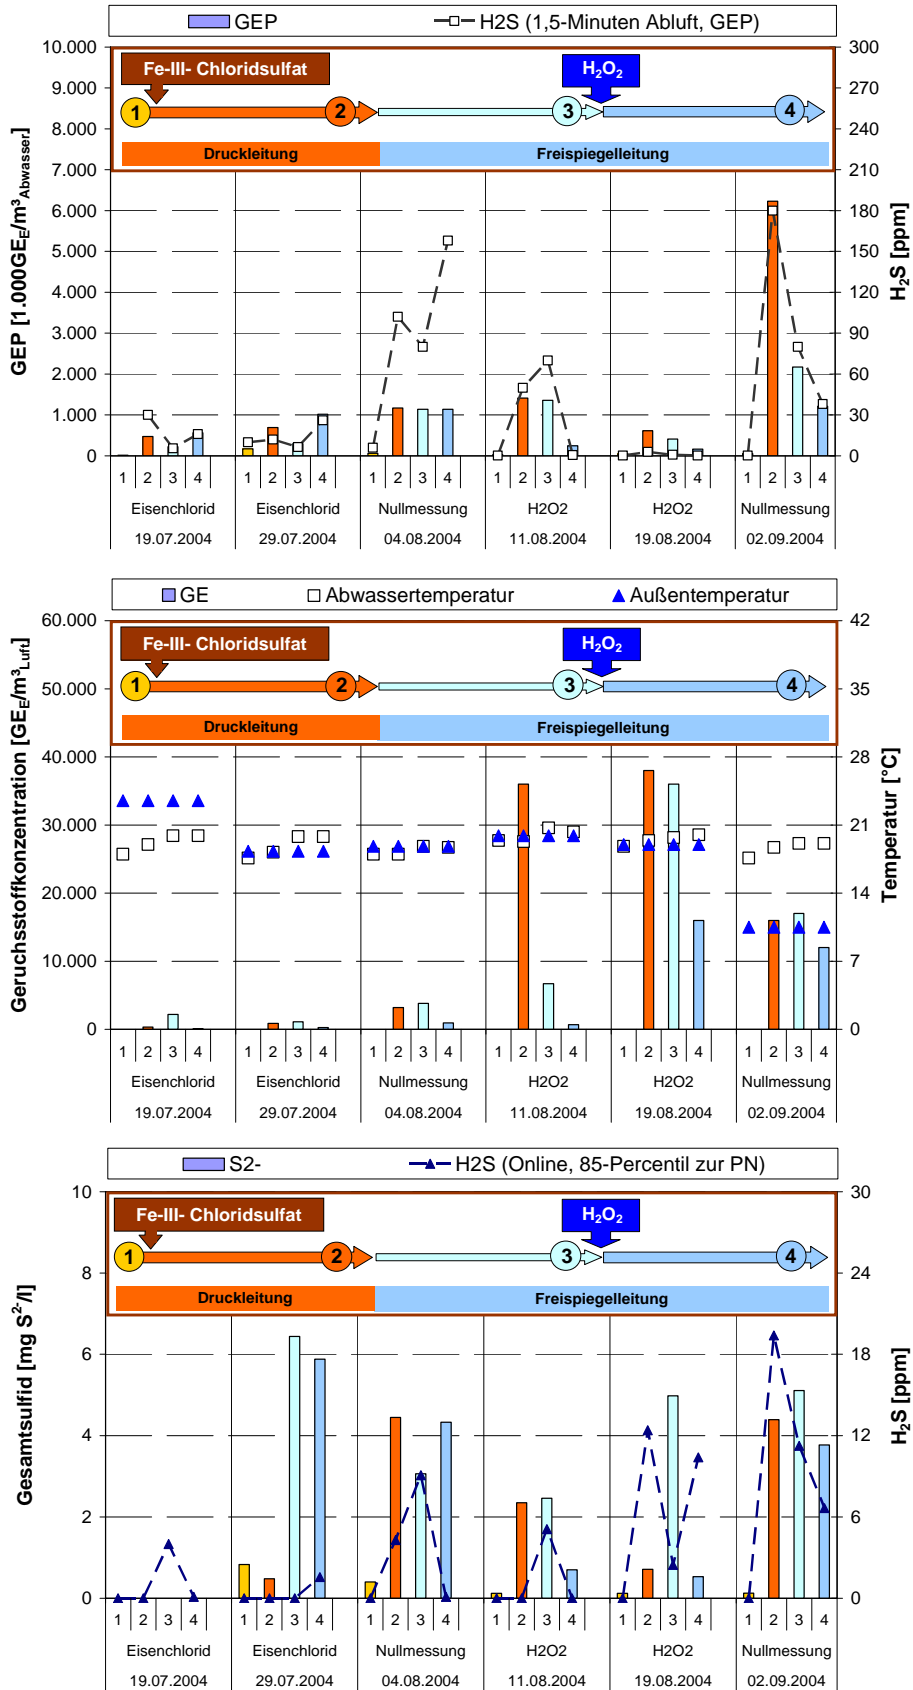 GEP H2S (1,5-Minuten Abluft, GEP)
GEP [1.000GE_E/m³_Abwasser]
10.000
9.000
8.000
7.000
6.000
5.000
4.000
3.000
2.000
1.000
0
Fe-III- Chloridsulfat
H₂O₂
1 2 3 4
Druckleitung Freispiegelleitung
300
270
240
210
180
150
120
90
60
30
0
H₂S [ppm]
1 2 3 4 1 2 3 4 1 2 3 4 1 2 3 4 1 2 3 4 1 2 3 4
Eisenchlorid Eisenchlorid Nullmessung H2O2 H2O2 Nullmessung
19.07.2004 29.07.2004 04.08.2004 11.08.2004 19.08.2004 02.09.2004
GE Abwassertemperatur Außentemperatur
Geruchsstoffkonzentration [GE_E/m³_Luft]
60.000
50.000
40.000
30.000
20.000
10.000
0
Fe-III- Chloridsulfat
H₂O₂
1 2 3 4
Druckleitung Freispiegelleitung
42
35
28
21
14
7
0
Temperatur [°C]
1 2 3 4 1 2 3 4 1 2 3 4 1 2 3 4 1 2 3 4 1 2 3 4
Eisenchlorid Eisenchlorid Nullmessung H2O2 H2O2 Nullmessung
19.07.2004 29.07.2004 04.08.2004 11.08.2004 19.08.2004 02.09.2004
S2- H2S (Online, 85-Percentil zur PN)
Gesamtsulfid [mg S²⁻/l]
10
8
6
4
2
0
Fe-III- Chloridsulfat
H₂O₂
1 2 3 4
Druckleitung Freispiegelleitung
30
24
18
12
6
0
H₂S [ppm]
1 2 3 4 1 2 3 4 1 2 3 4 1 2 3 4 1 2 3 4 1 2 3 4
Eisenchlorid Eisenchlorid Nullmessung H2O2 H2O2 Nullmessung
19.07.2004 29.07.2004 04.08.2004 11.08.2004 19.08.2004 02.09.2004